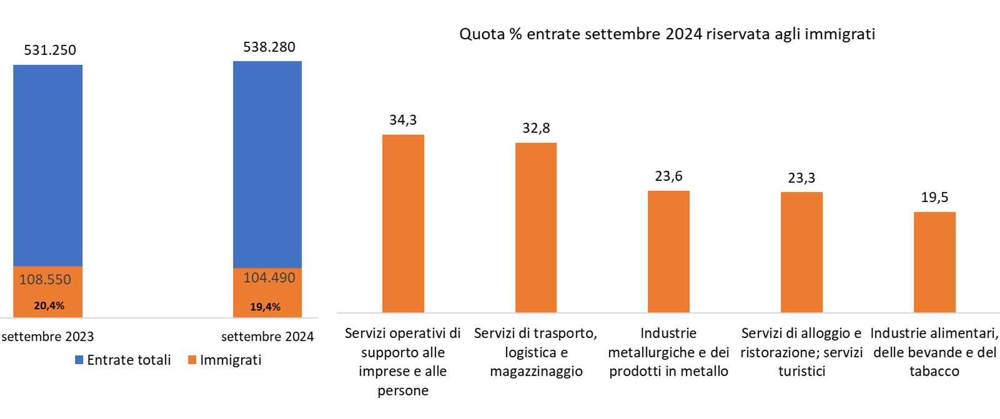 531.250
538.280
108.550
104.490
20,4%
19,4%
settembre 2023
settembre 2024
Entrate totali
Immigrati
Quota % entrate settembre 2024 riservata agli immigrati
34,3
32,8
23,6
23,3
19,5
Servizi operativi di
supporto alle
imprese e alle
persone
Servizi di trasporto,
logistica e
magazzinaggio
Industrie
metallurgiche e dei
prodotti in metallo
Servizi di alloggio e
ristorazione; servizi
turistici
Industrie alimentari,
delle bevande e del
tabacco